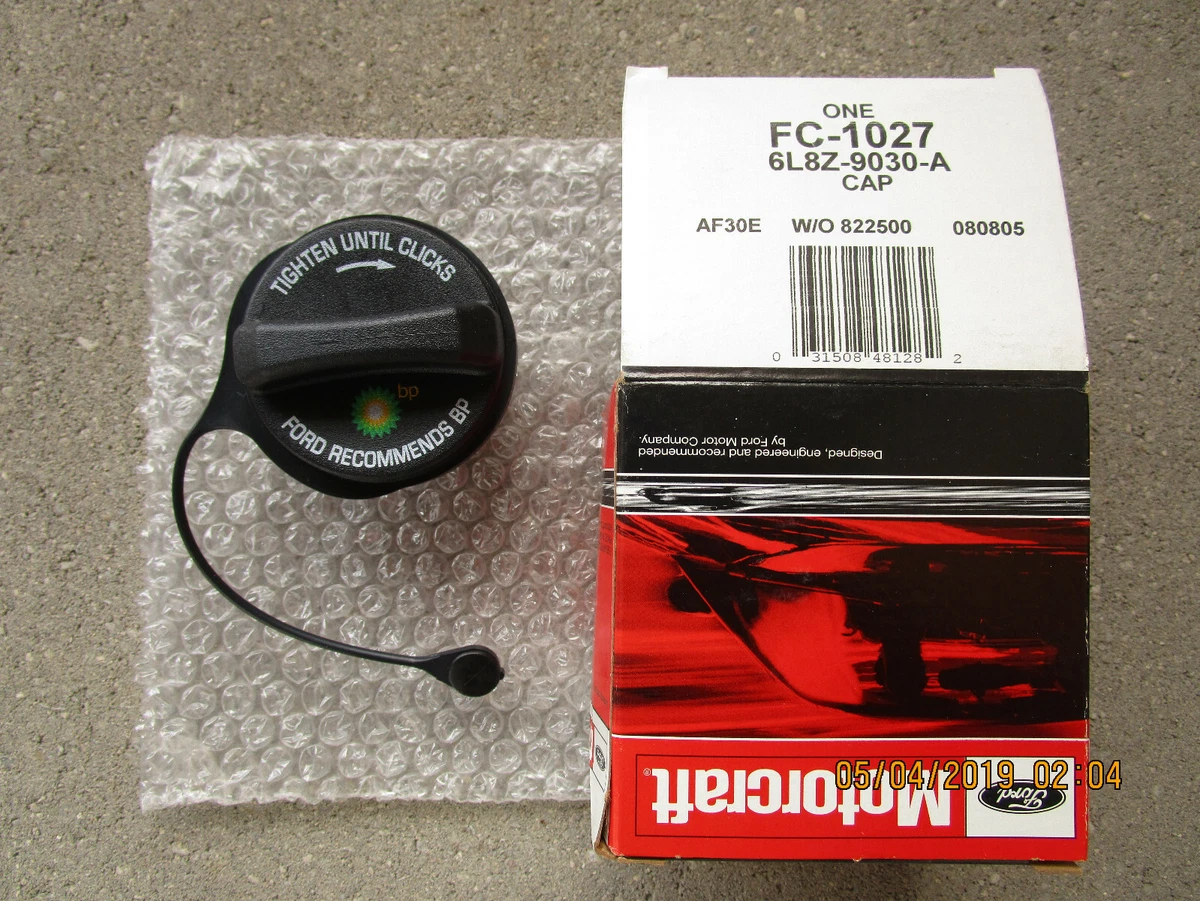 TIGHTEN UNTIL CLICKS
bp
FORD RECOMMENDS BP
ONE
FC-1027
6L8Z-9030-A
CAP
AF30E W/O 822500 080805
0 31508 48128 2
Designed, engineered and recommended
by Ford Motor Company.
Motorcraft®
Ford
05/04/2019 02:04